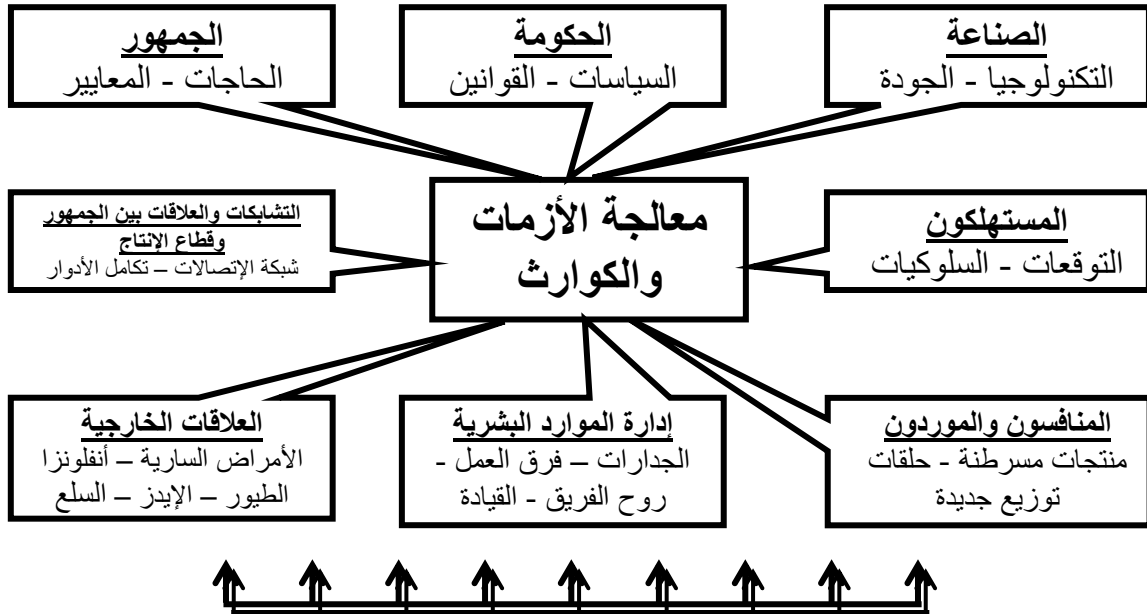 الصناعة
التكنولوجيا - الجودة
الحكومة
السياسات - القوانين
الجمهور
الحاجات - المعايير
المستهلكون
التوقعات - السلوكيات
معالجة الأزمات
والكوارث
التشابكات والعلاقات بين الجمهور
وقطاع الإنتاج
شبكة الإتصالات – تكامل الأدوار
المنافسون والموردون
منتجات مسرطنة - حلقات
توزيع جديدة
إدارة الموارد البشرية
الجدارات – فرق العمل -
روح الفريق - القيادة
العلاقات الخارجية
الأمراض السارية – أنفلونزا
الطيور – الإيدز – السلع